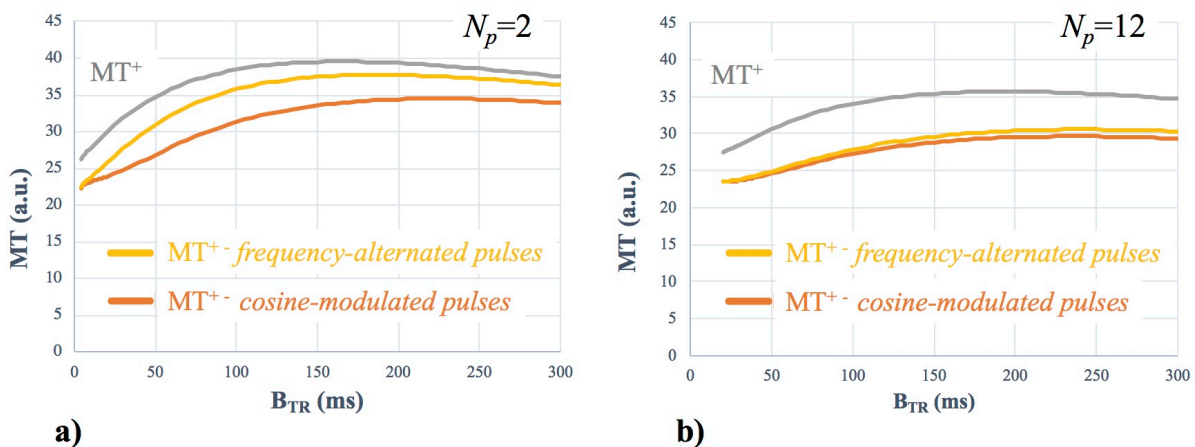 45
40
35
30
25
20
15
10
5
0
MT (a.u.)
N_p=2
MT⁺
MT⁺⁻ frequency-alternated pulses
MT⁺⁻ cosine-modulated pulses
0 50 100 150 200 250 300
B_TR (ms)
a)
45
40
35
30
25
20
15
10
5
0
MT (a.u.)
N_p=12
MT⁺
MT⁺⁻ frequency-alternated pulses
MT⁺⁻ cosine-modulated pulses
0 50 100 150 200 250 300
B_TR (ms)
b)